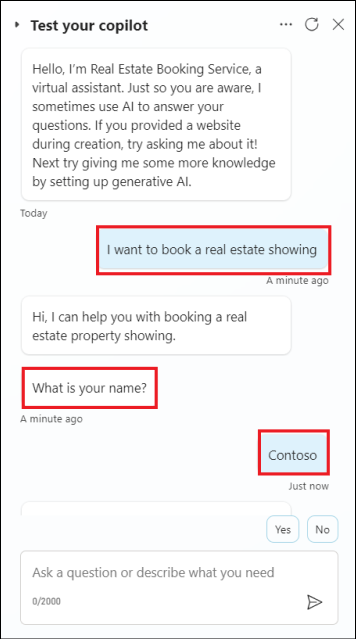 Test your copilot
Hello, I'm Real Estate Booking Service, a
virtual assistant. Just so you are aware, I
sometimes use AI to answer your
questions. If you provided a website
during creation, try asking me about it!
Next try giving me some more knowledge
by setting up generative AI.
Today
I want to book a real estate showing
A minute ago
Hi, I can help you with booking a real
estate property showing.
What is your name?
A minute ago
Contoso
Just now
Yes No
Ask a question or describe what you need
0/2000